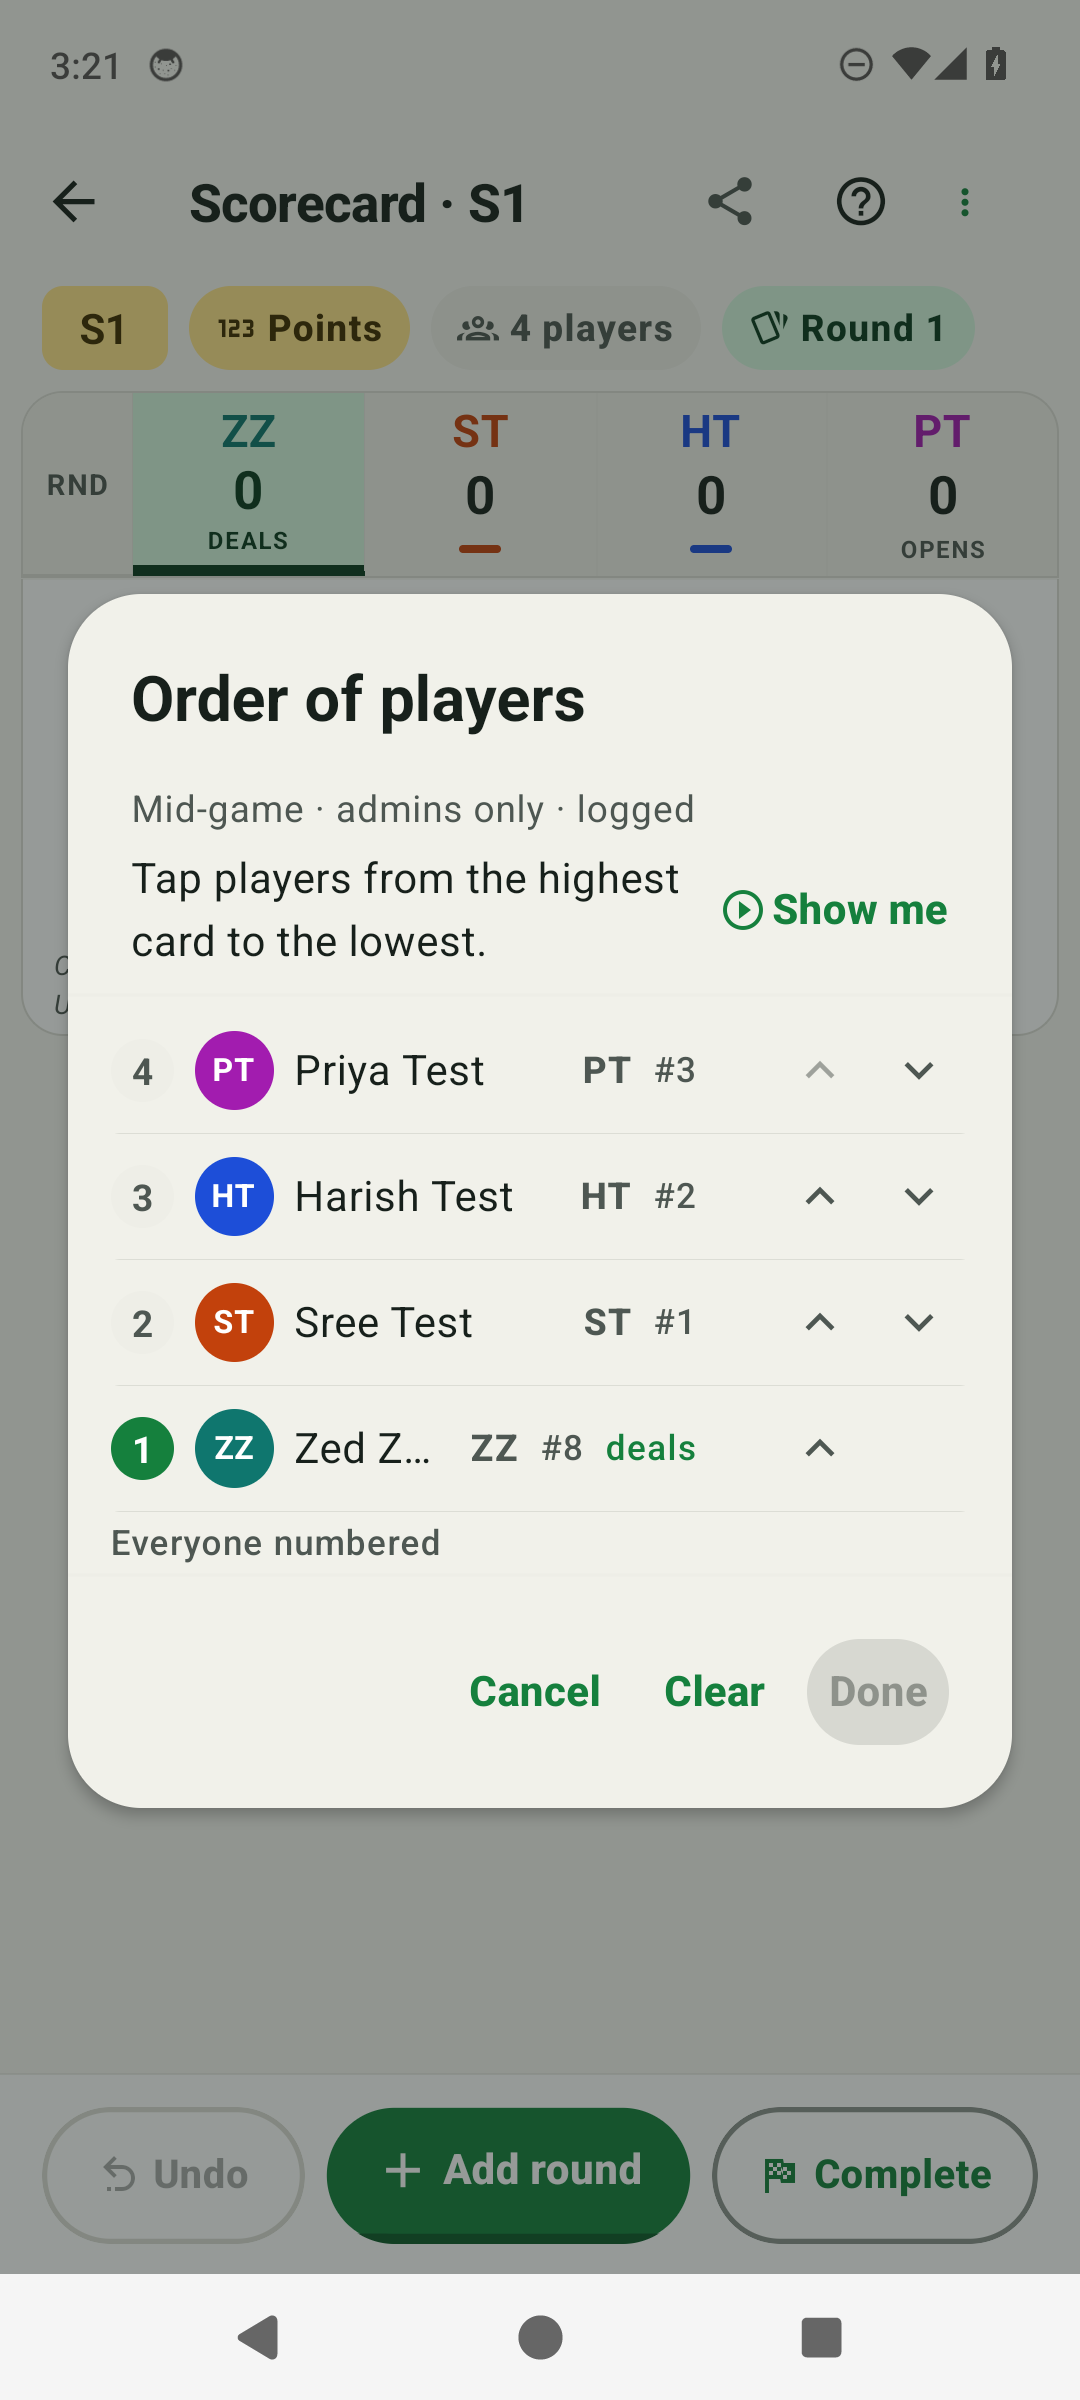 3:21
Scorecard · S1
S1
123 Points
4 players
Round 1
RND
ZZ
0
DEALS
ST
0
HT
0
PT
0
OPENS
Order of players
Mid-game · admins only · logged
Tap players from the highest
card to the lowest.
Show me
4 PT Priya Test PT #3
3 HT Harish Test HT #2
2 ST Sree Test ST #1
1 ZZ Zed Z... ZZ #8 deals
Everyone numbered
Cancel
Clear
Done
Undo
+ Add round
Complete